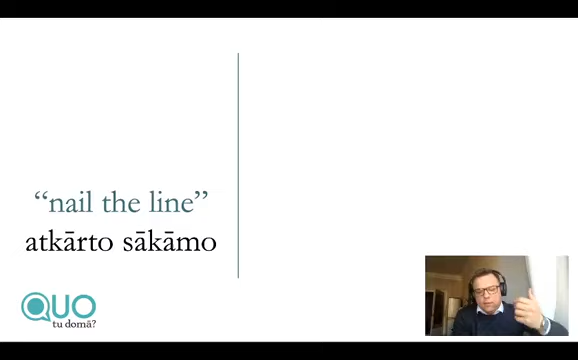 “nail the line”
atkārto sākāmo
QUO
tu domā?